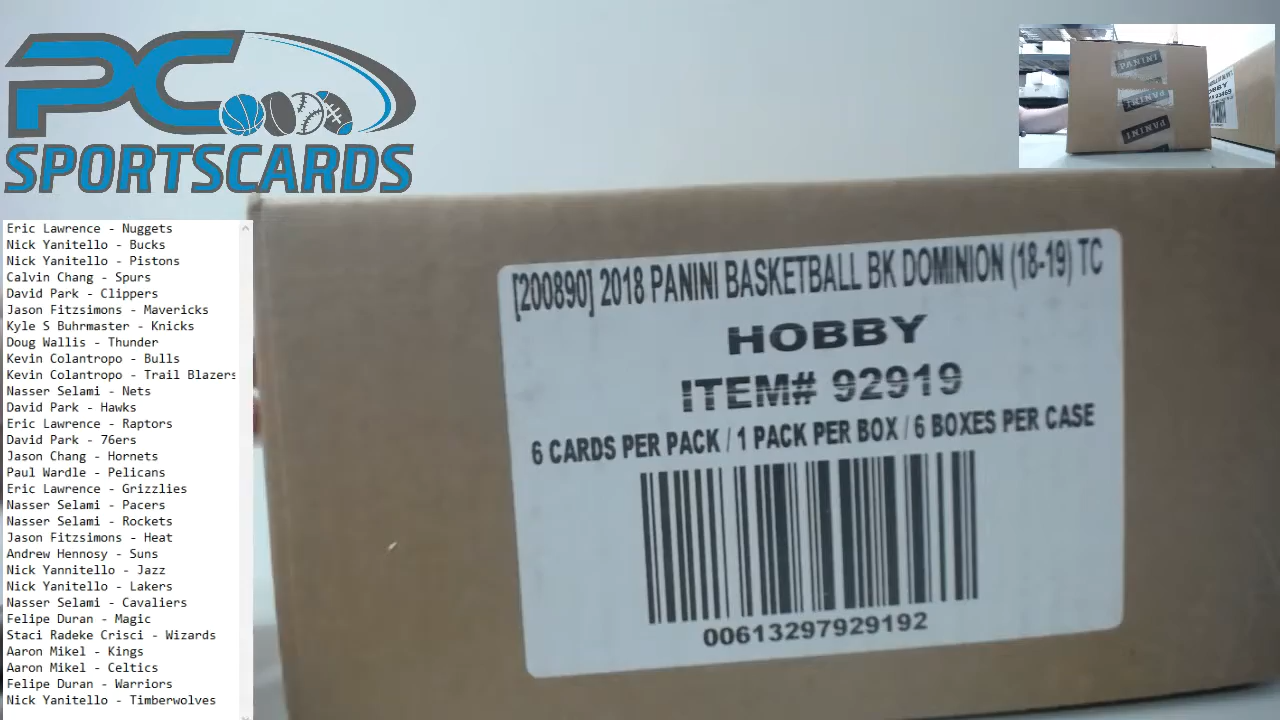 PC
SPORTSCARDS
Eric Lawrence - Nuggets
Nick Yanitello - Bucks
Nick Yanitello - Pistons
Calvin Chang - Spurs
David Park - Clippers
Jason Fitzsimons - Mavericks
Kyle S Buhrmaster - Knicks
Doug Wallis - Thunder
Kevin Colantropo - Bulls
Kevin Colantropo - Trail Blazers
Nasser Selami - Nets
David Park - Hawks
Eric Lawrence - Raptors
David Park - 76ers
Jason Chang - Hornets
Paul Wardle - Pelicans
Eric Lawrence - Grizzlies
Nasser Selami - Pacers
Nasser Selami - Rockets
Jason Fitzsimons - Heat
Andrew Hennosy - Suns
Nick Yannitello - Jazz
Nick Yanitello - Lakers
Nasser Selami - Cavaliers
Felipe Duran - Magic
Staci Radeke Crisci - Wizards
Aaron Mikel - Kings
Aaron Mikel - Celtics
Felipe Duran - Warriors
Nick Yanitello - Timberwolves
[200890] 2018 PANINI BASKETBALL BK DOMINION (18-19) TC
HOBBY
ITEM# 92919
6 CARDS PER PACK / 1 PACK PER BOX / 6 BOXES PER CASE
00613297929192
PANINI
PANINI
PANINI